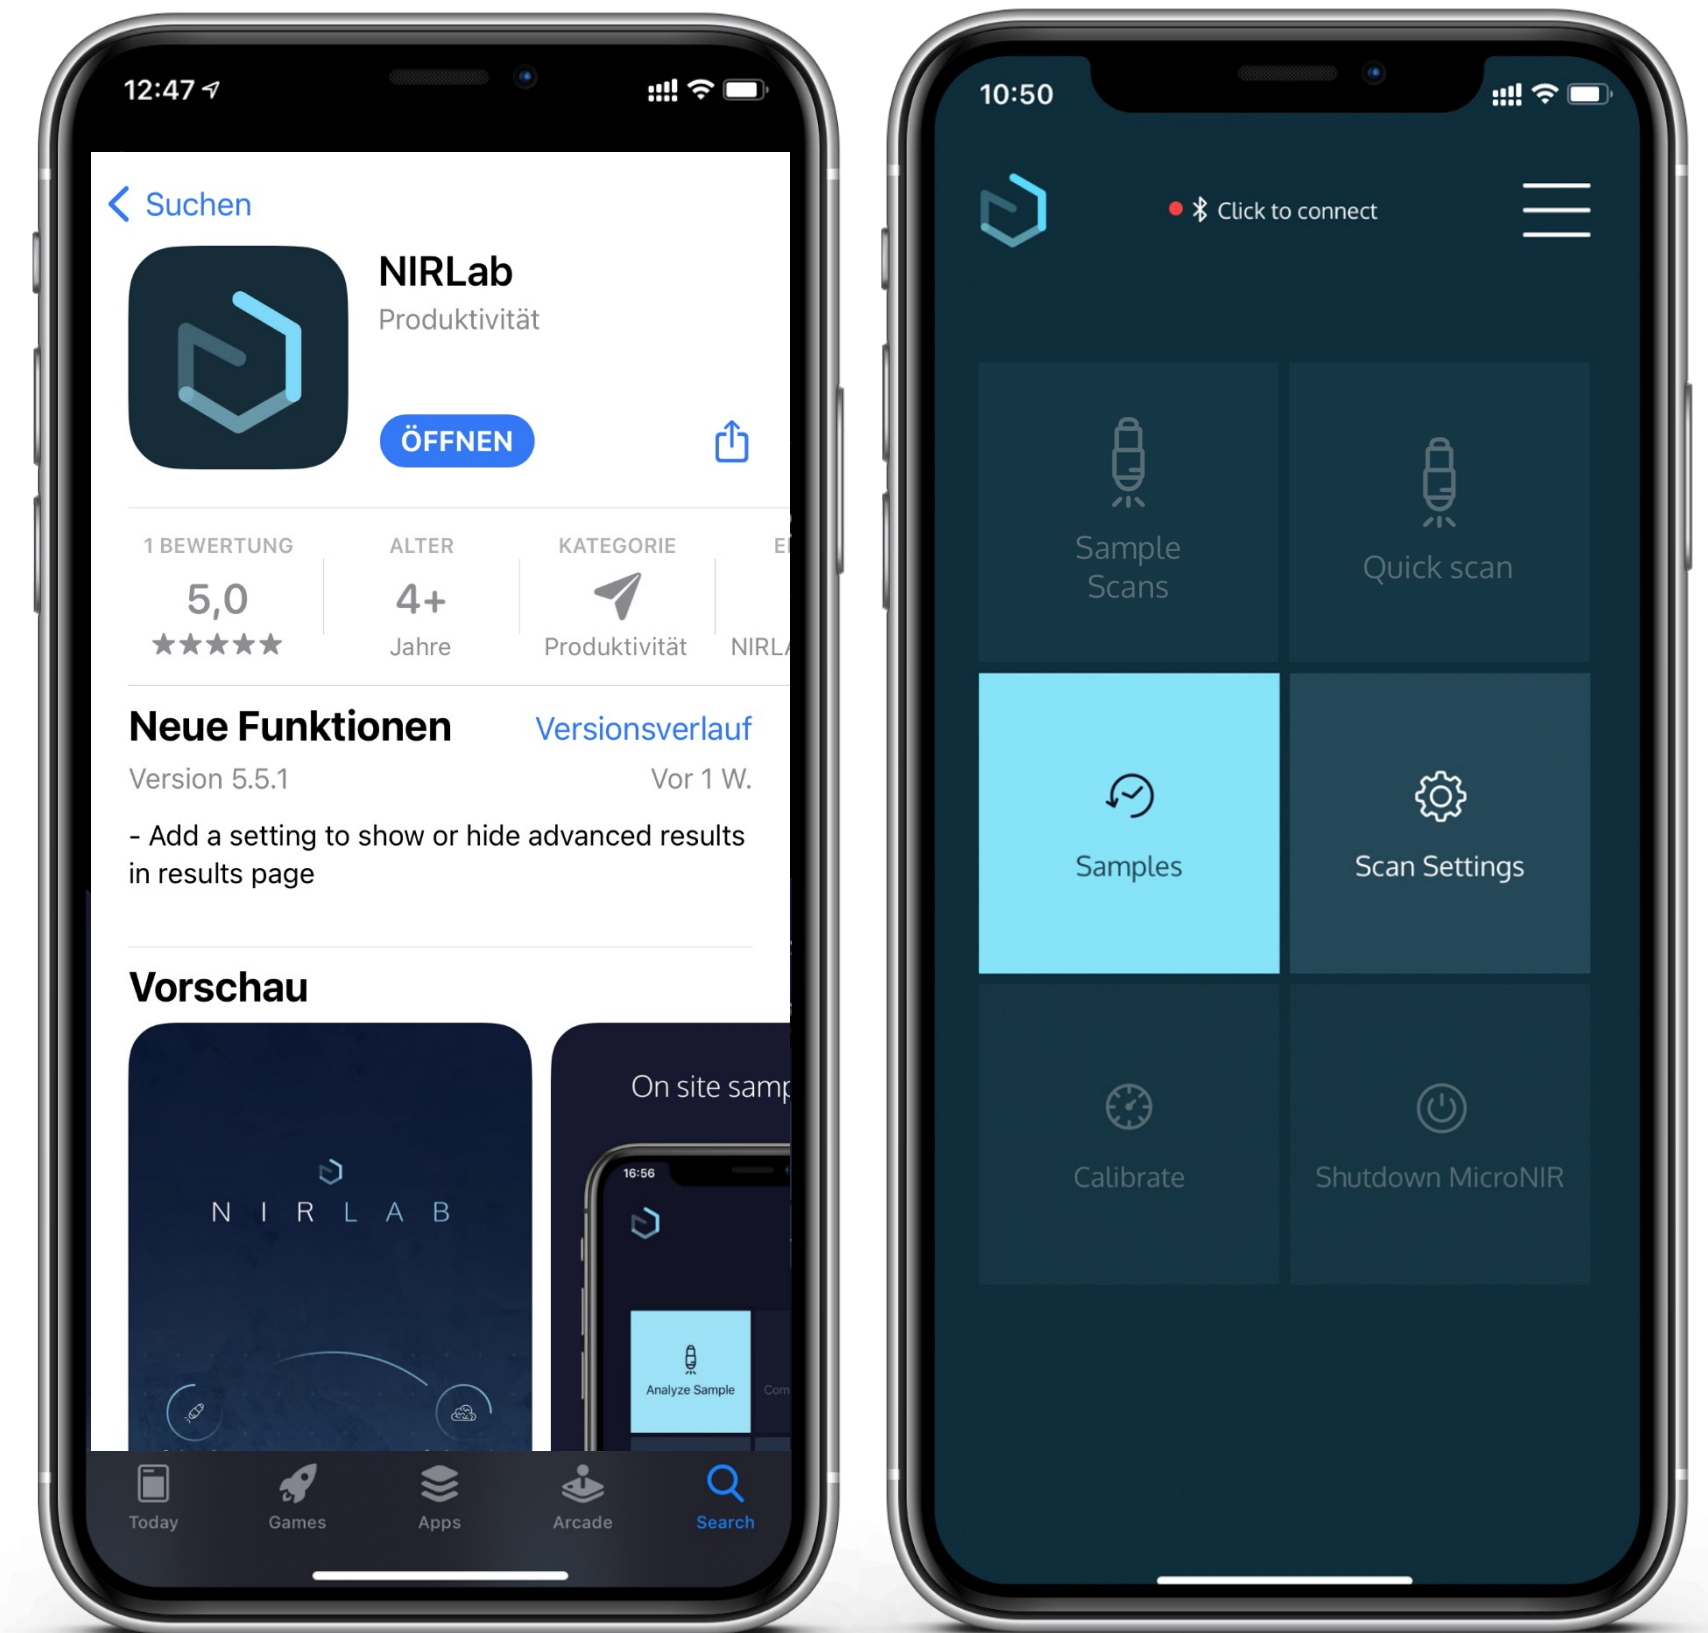 12:47
Suchen
NIRLab
Produktivität
ÖFFNEN
1 BEWERTUNG
5,0
ALTER
4+
Jahre
KATEGORIE
Produktivität
Neue Funktionen
Versionsverlauf
Version 5.5.1
Vor 1 W.
- Add a setting to show or hide advanced results
in results page
Vorschau
NIRLAB
On site
16:56
Analyze Sample
Today
Games
Apps
Arcade
Search
10:50
Click to connect
Sample
Scans
Quick scan
Samples
Scan Settings
Calibrate
Shutdown MicroNIR